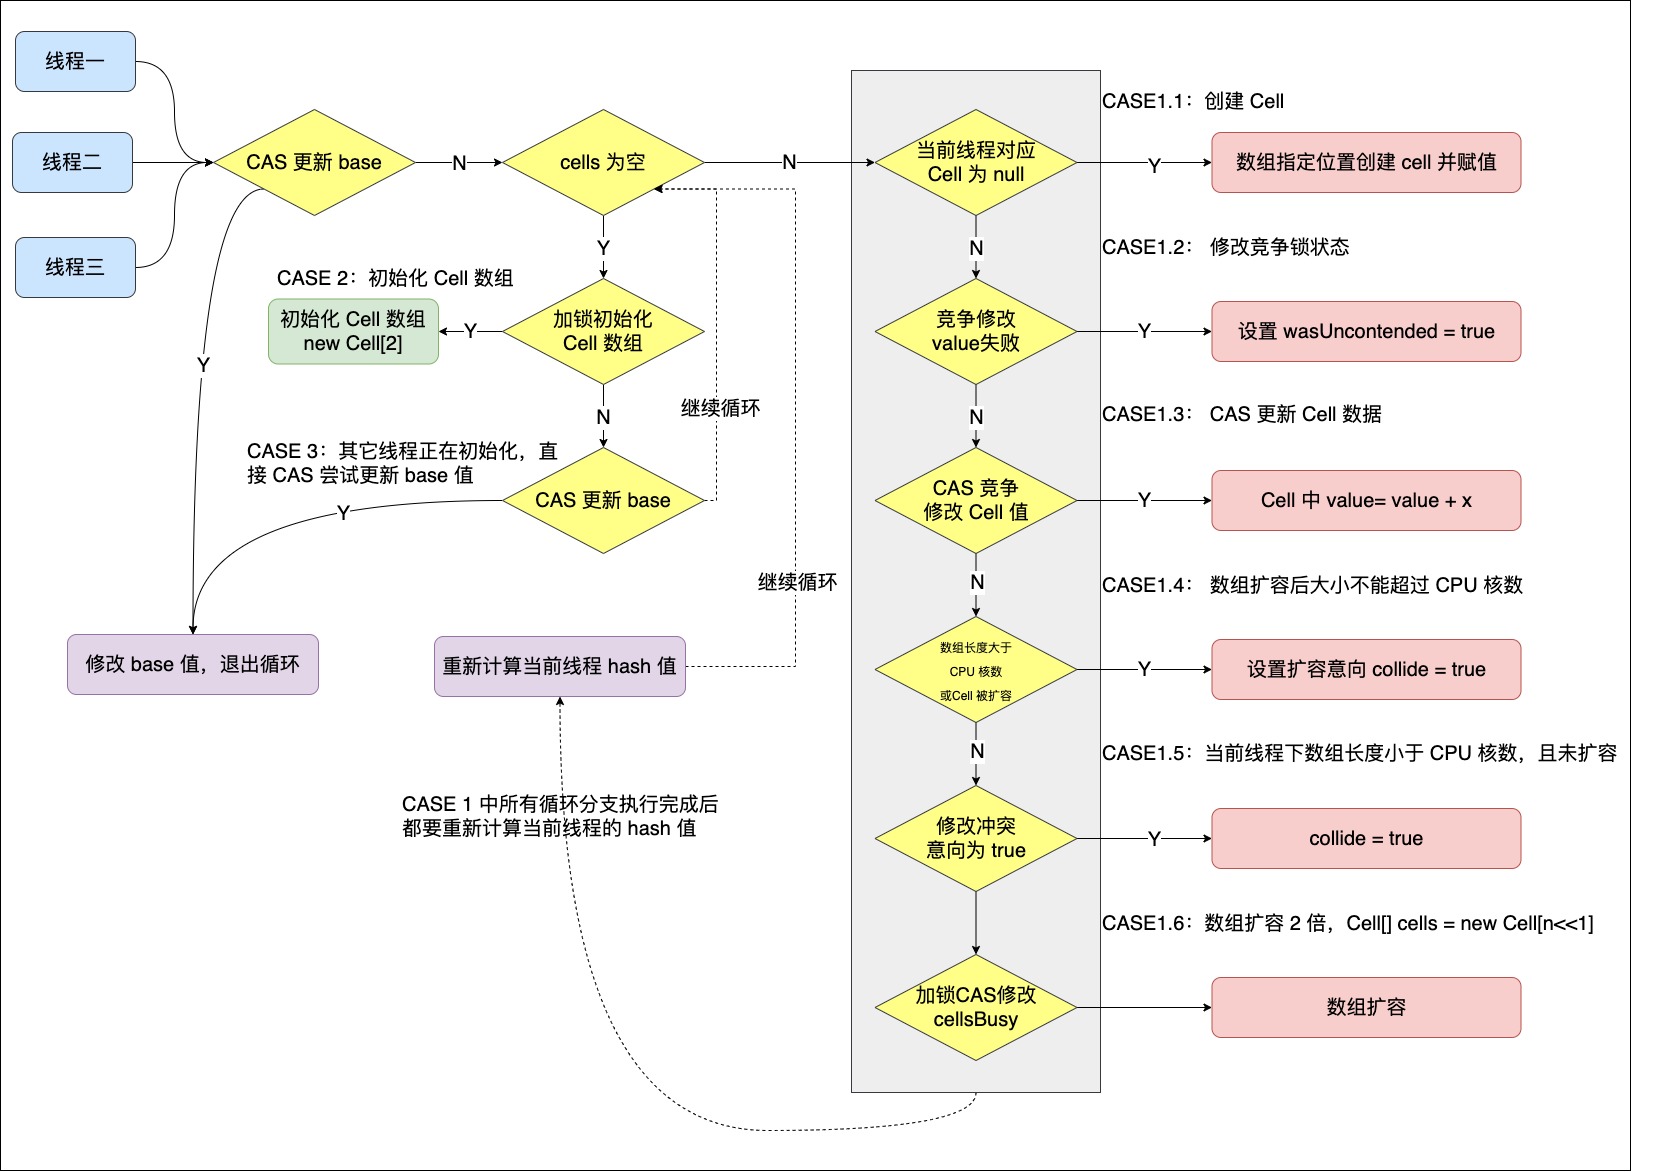 线程一
线程二
线程三
CAS 更新 base
N
cells 为空
N
Y
Y
CASE 2：初始化 Cell 数组
初始化 Cell 数组
new Cell[2]
Y
加锁初始化
Cell 数组
N
继续循环
CASE 3：其它线程正在初始化，直
接 CAS 尝试更新 base 值
Y
CAS 更新 base
继续循环
修改 base 值，退出循环
重新计算当前线程 hash 值
CASE 1 中所有循环分支执行完成后
都要重新计算当前线程的 hash 值
CASE1.1：创建 Cell
当前线程对应
Cell 为 null
Y
数组指定位置创建 cell 并赋值
N
CASE1.2： 修改竞争锁状态
竞争修改
value失败
Y
设置 wasUncontended = true
N
CASE1.3： CAS 更新 Cell 数据
CAS 竞争
修改 Cell 值
Y
Cell 中 value= value + x
N
CASE1.4： 数组扩容后大小不能超过 CPU 核数
数组长度大于
CPU 核数
或Cell 被扩容
Y
设置扩容意向 collide = true
N
CASE1.5：当前线程下数组长度小于 CPU 核数，且未扩容
修改冲突
意向为 true
Y
collide = true
CASE1.6：数组扩容 2 倍，Cell[] cells = new Cell[n<<1]
加锁CAS修改
cellsBusy
数组扩容